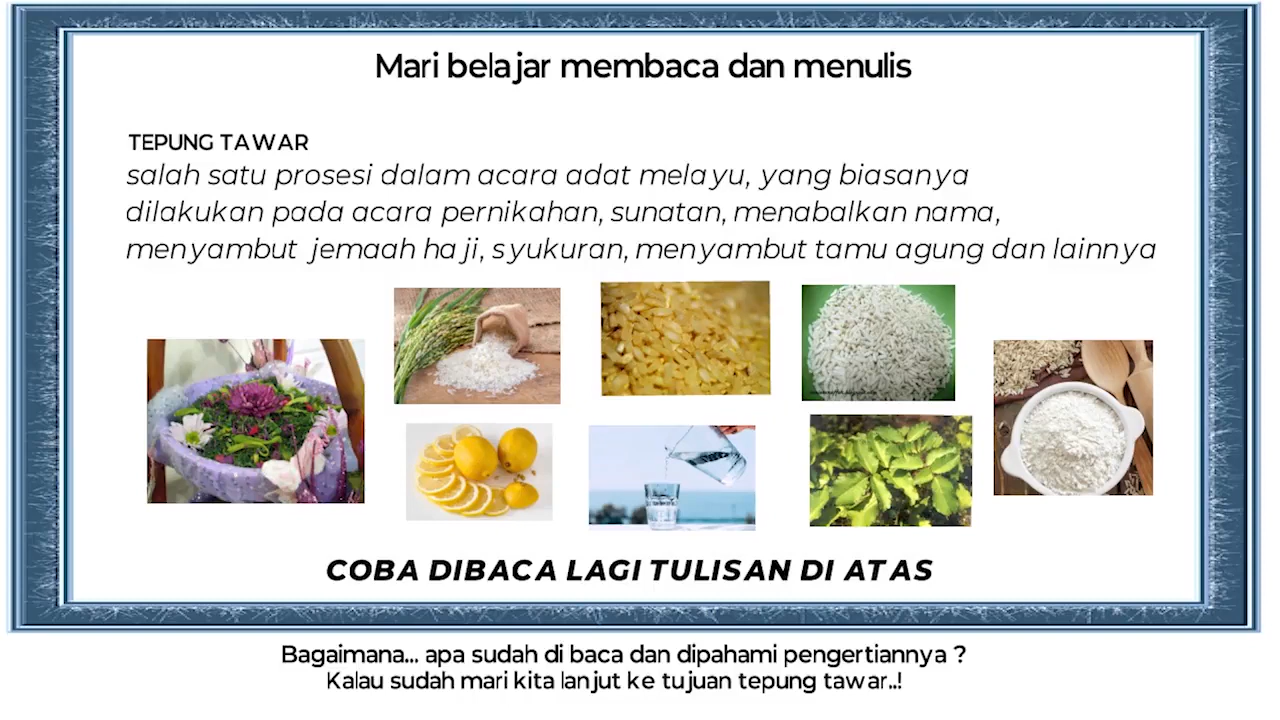 Mari belajar membaca dan menulis
TEPUNG TAWAR
salah satu prosesi dalam acara adat melayu, yang biasanya
dilakukan pada acara pernikahan, sunatan, menabalkan nama,
menyambut jemaah haji, syukuran, menyambut tamu agung dan lainnya
COBA DIBACA LAGI TULISAN DI ATAS
Bagaimana... apa sudah di baca dan dipahami pengertiannya ?
Kalau sudah mari kita lanjut ke tujuan tepung tawar..!